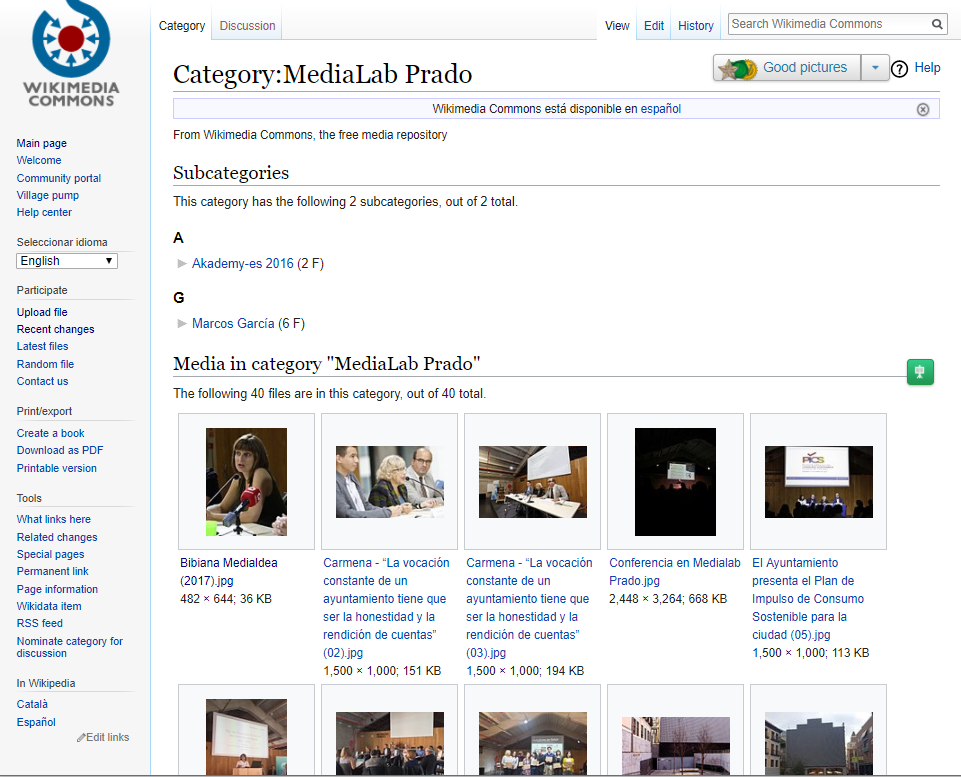 WIKIMEDIA
COMMONS
Main page
Welcome
Community portal
Village pump
Help center
Seleccionar idioma
English
Participate
Upload file
Recent changes
Latest files
Random file
Contact us
Print/export
Create a book
Download as PDF
Printable version
Tools
What links here
Related changes
Special pages
Permanent link
Page information
Wikidata item
RSS feed
Nominate category for
discussion
In Wikipedia
Català
Español
Edit links
Category Discussion View Edit History Search Wikimedia Commons
Category:MediaLab Prado
Good pictures
? Help
Wikimedia Commons está disponible en español
From Wikimedia Commons, the free media repository
Subcategories
This category has the following 2 subcategories, out of 2 total.
A
Akademy-es 2016 (2 F)
G
Marcos García (6 F)
Media in category "MediaLab Prado"
The following 40 files are in this category, out of 40 total.
PICS
Bibiana Medialdea
(2017).jpg
482 × 644; 36 KB
Carmena - “La vocación
constante de un
ayuntamiento tiene que
ser la honestidad y la
rendición de cuentas”
(02).jpg
1,500 × 1,000; 151 KB
Carmena - “La vocación
constante de un
ayuntamiento tiene que
ser la honestidad y la
rendición de cuentas”
(03).jpg
1,500 × 1,000; 194 KB
Conferencia en Medialab
Prado.jpg
2,448 × 3,264; 668 KB
El Ayuntamiento
presenta el Plan de
Impulso de Consumo
Sostenible para la
ciudad (05).jpg
1,500 × 1,000; 113 KB